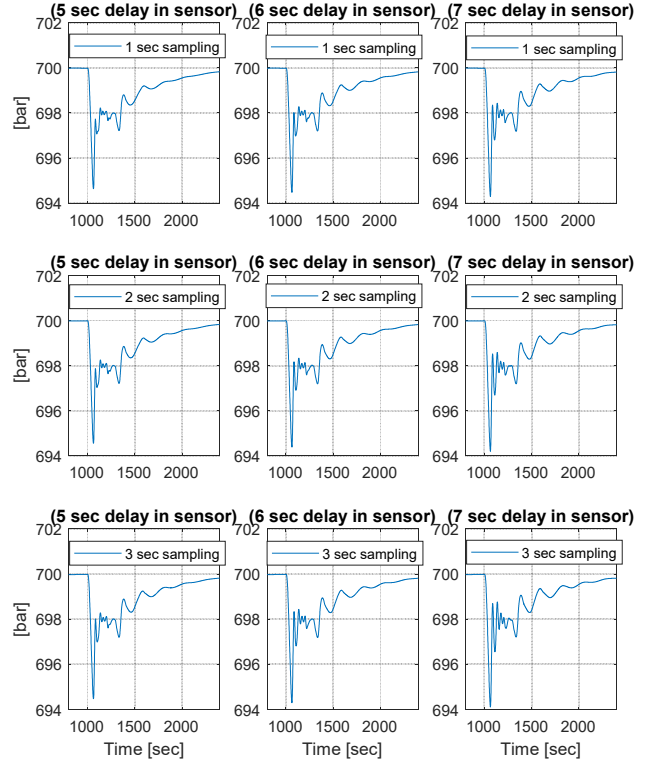 (5 sec delay in sensor) (6 sec delay in sensor) (7 sec delay in sensor)
702 702 702
1 sec sampling 1 sec sampling 1 sec sampling
700 700 700
[bar]
698 698 698
696 696 696
694 694 694
1000 1500 2000 1000 1500 2000 1000 1500 2000
(5 sec delay in sensor) (6 sec delay in sensor) (7 sec delay in sensor)
702 702 702
2 sec sampling 2 sec sampling 2 sec sampling
700 700 700
[bar]
698 698 698
696 696 696
694 694 694
1000 1500 2000 1000 1500 2000 1000 1500 2000
(5 sec delay in sensor) (6 sec delay in sensor) (7 sec delay in sensor)
702 702 702
3 sec sampling 3 sec sampling 3 sec sampling
700 700 700
[bar]
698 698 698
696 696 696
694 694 694
1000 1500 2000 1000 1500 2000 1000 1500 2000
Time [sec] Time [sec] Time [sec]